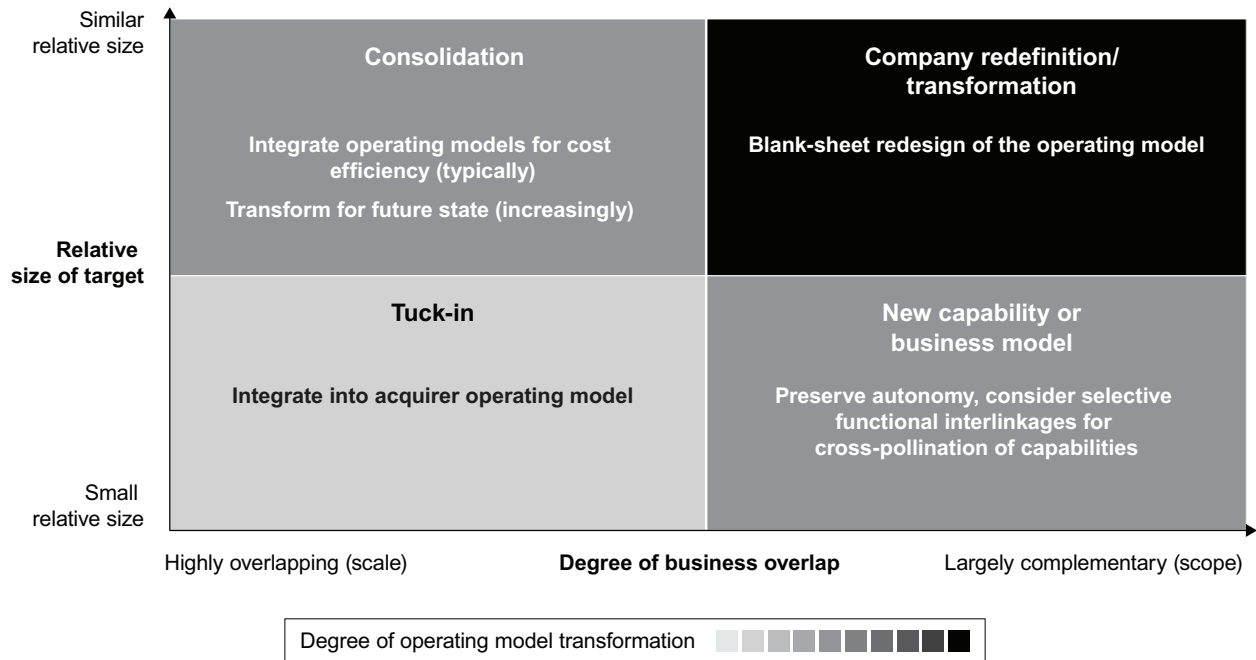 Similar
relative size
Consolidation
Integrate operating models for cost
efficiency (typically)
Transform for future state (increasingly)
Company redefinition/
transformation
Blank-sheet redesign of the operating model
Relative
size of target
Tuck-in
Integrate into acquirer operating model
New capability or
business model
Preserve autonomy, consider selective
functional interlinkages for
cross-pollination of capabilities
Small
relative size
Highly overlapping (scale)
Degree of business overlap
Largely complementary (scope)
Degree of operating model transformation